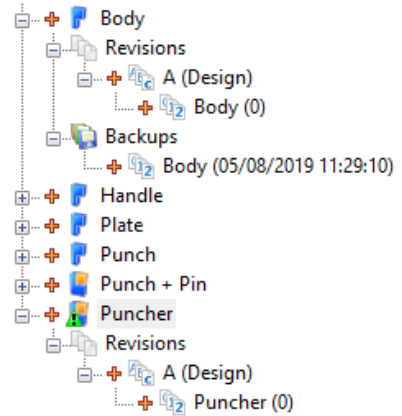 Body
Revisions
A (Design)
Body (0)
Backups
Body (05/08/2019 11:29:10)
Handle
Plate
Punch
Punch + Pin
Puncher
Revisions
A (Design)
Puncher (0)